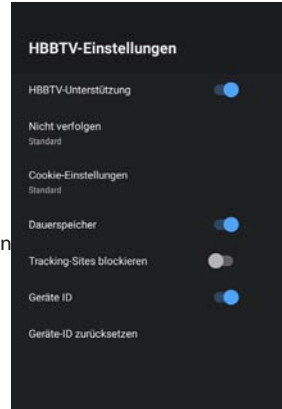 HBBTV-Einstellungen
HBBTV-Unterstützung
Nicht verfolgen
Standard
Cookie-Einstellungen
Standard
Dauerspeicher
n
Tracking-Sites blockieren
Geräte ID
Geräte-ID zurücksetzen